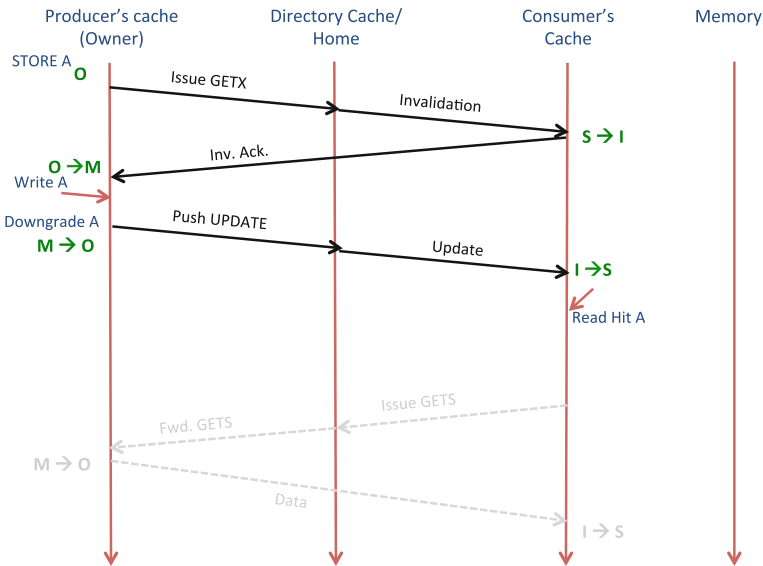 Producer's cache
(Owner)
Directory Cache/
Home
Consumer's
Cache
Memory
STORE A
O
Issue GETX
Invalidation
S → I
Inv. Ack.
O → M
Write A
Downgrade A
M → O
Push UPDATE
Update
I → S
Read Hit A
Issue GETS
Fwd. GETS
M → O
Data
I → S